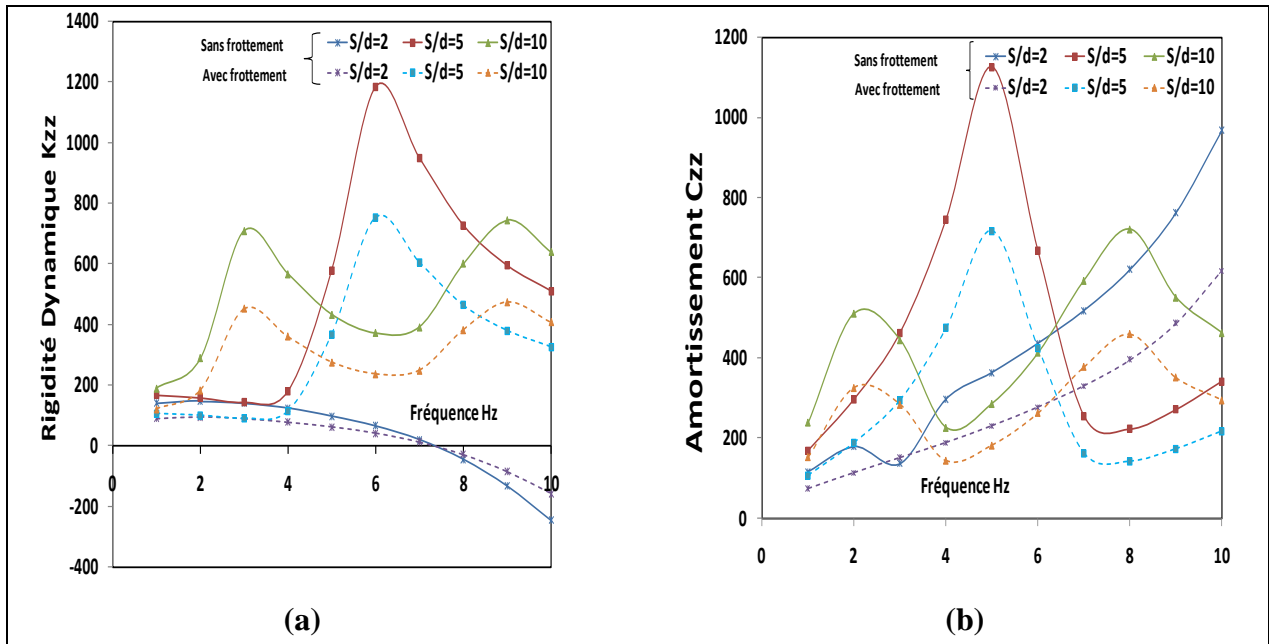 Rigidité Dynamique Kzz
1400
1200
1000
800
600
400
200
0
-200
-400
Sans frottement
S/d=2 S/d=5 S/d=10
Avec frottement
S/d=2 S/d=5 S/d=10
Fréquence Hz
0 2 4 6 8 10
(a)
Amortissement Czz
1200
1000
800
600
400
200
0
Sans frottement
S/d=2 S/d=5 S/d=10
Avec frottement
S/d=2 S/d=5 S/d=10
Fréquence Hz
0 2 4 6 8 10
(b)